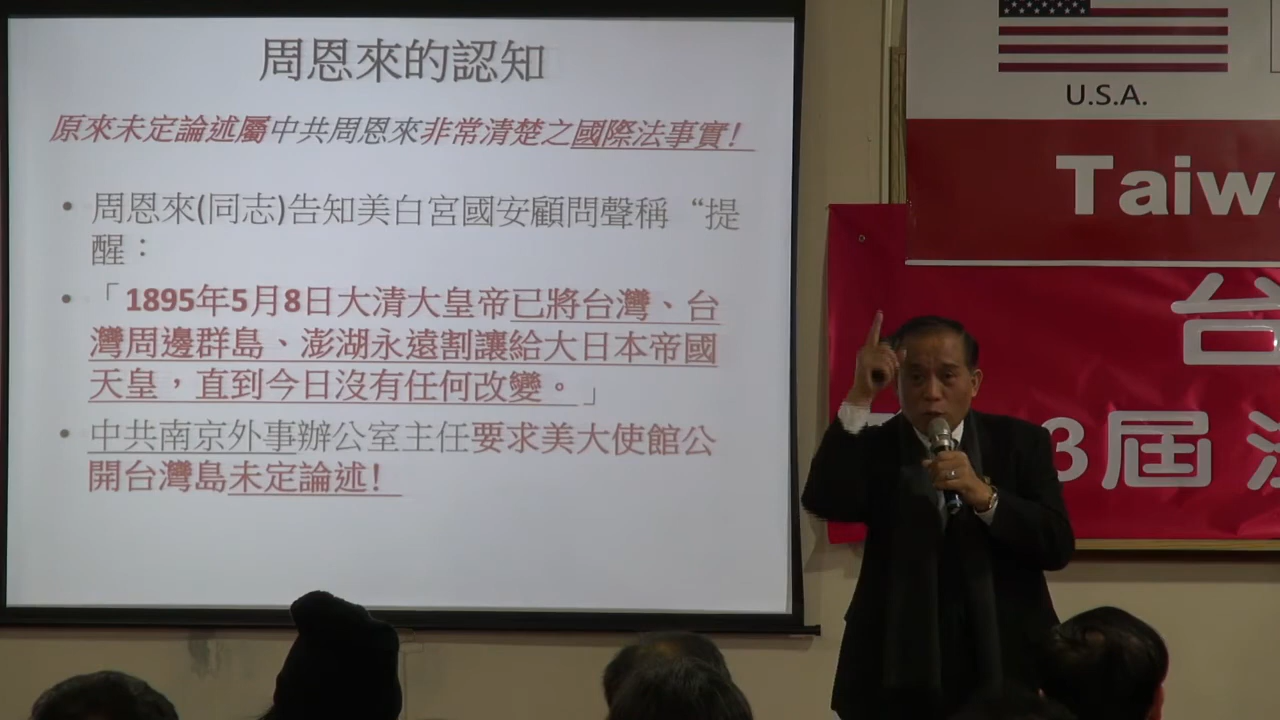 周恩來的認知
原來未定論述屬中共周恩來非常清楚之國際法事實!
• 周恩來(同志)告知美白宮國安顧問聲稱“提
醒：
• 「1895年5月8日大清大皇帝已將台灣、台
灣周邊群島、澎湖永遠割讓給大日本帝國
天皇，直到今日沒有任何改變。」
• 中共南京外事辦公室主任要求美大使館公
開台灣島未定論述!
U.S.A.
Taiw
台
3屆